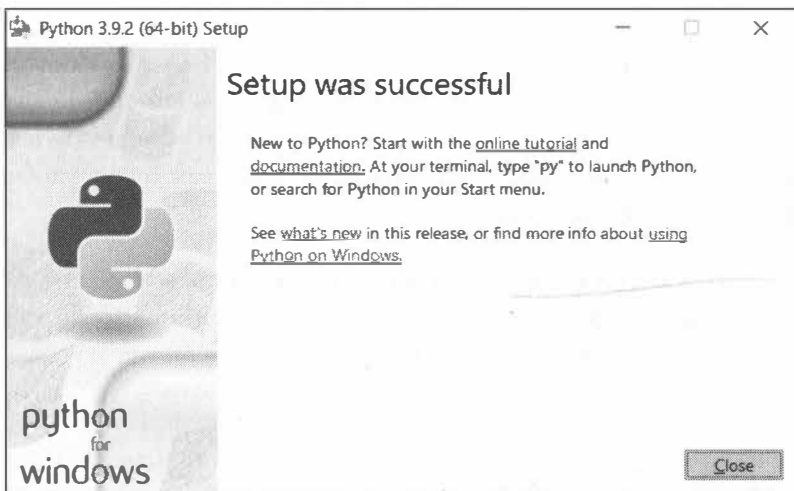 Python 3.9.2 (64-bit) Setup
Setup was successful
New to Python? Start with the online tutorial and
documentation. At your terminal, type "py" to launch Python,
or search for Python in your Start menu.
See what's new in this release, or find more info about using
Python on Windows.
python
for
windows
Close